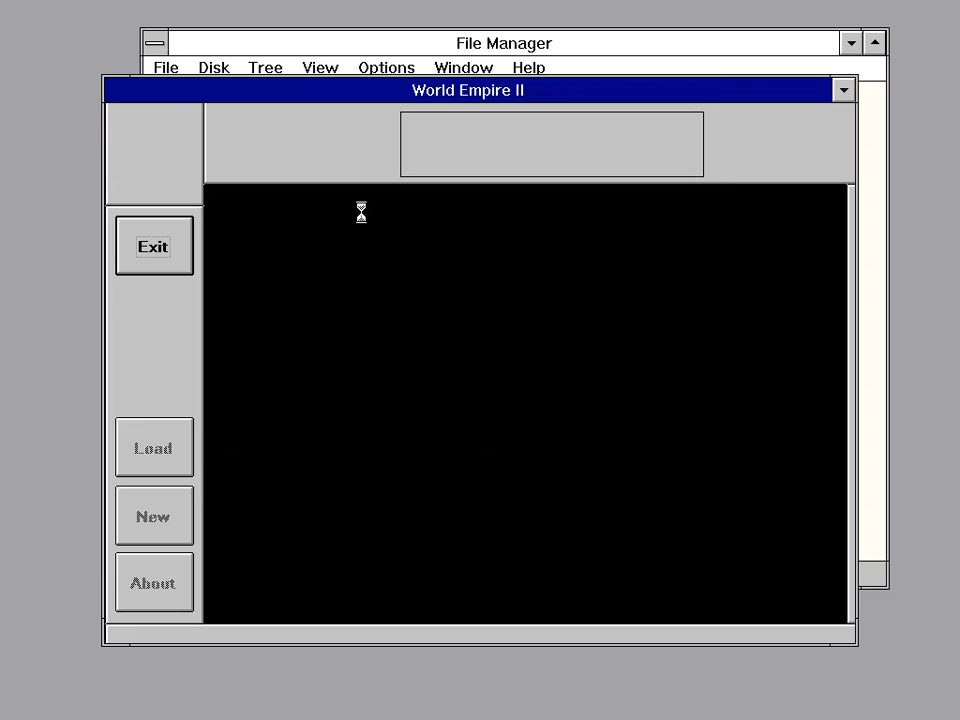 File Manager
File Disk Tree View Options Window Help
World Empire II
Exit
Load
New
About